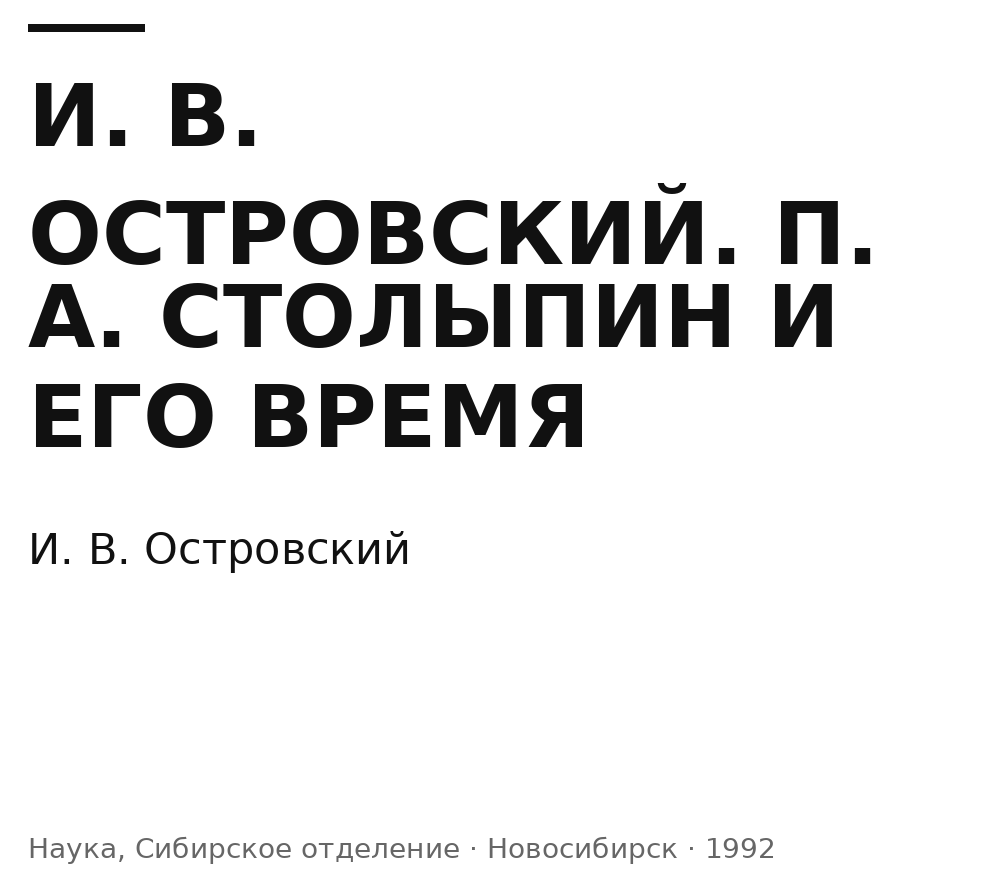 И. В.
ОСТРОВСКИЙ. П.
А. СТОЛЫПИН И
ЕГО ВРЕМЯ
И. В. Островский
Наука, Сибирское отделение · Новосибирск · 1992